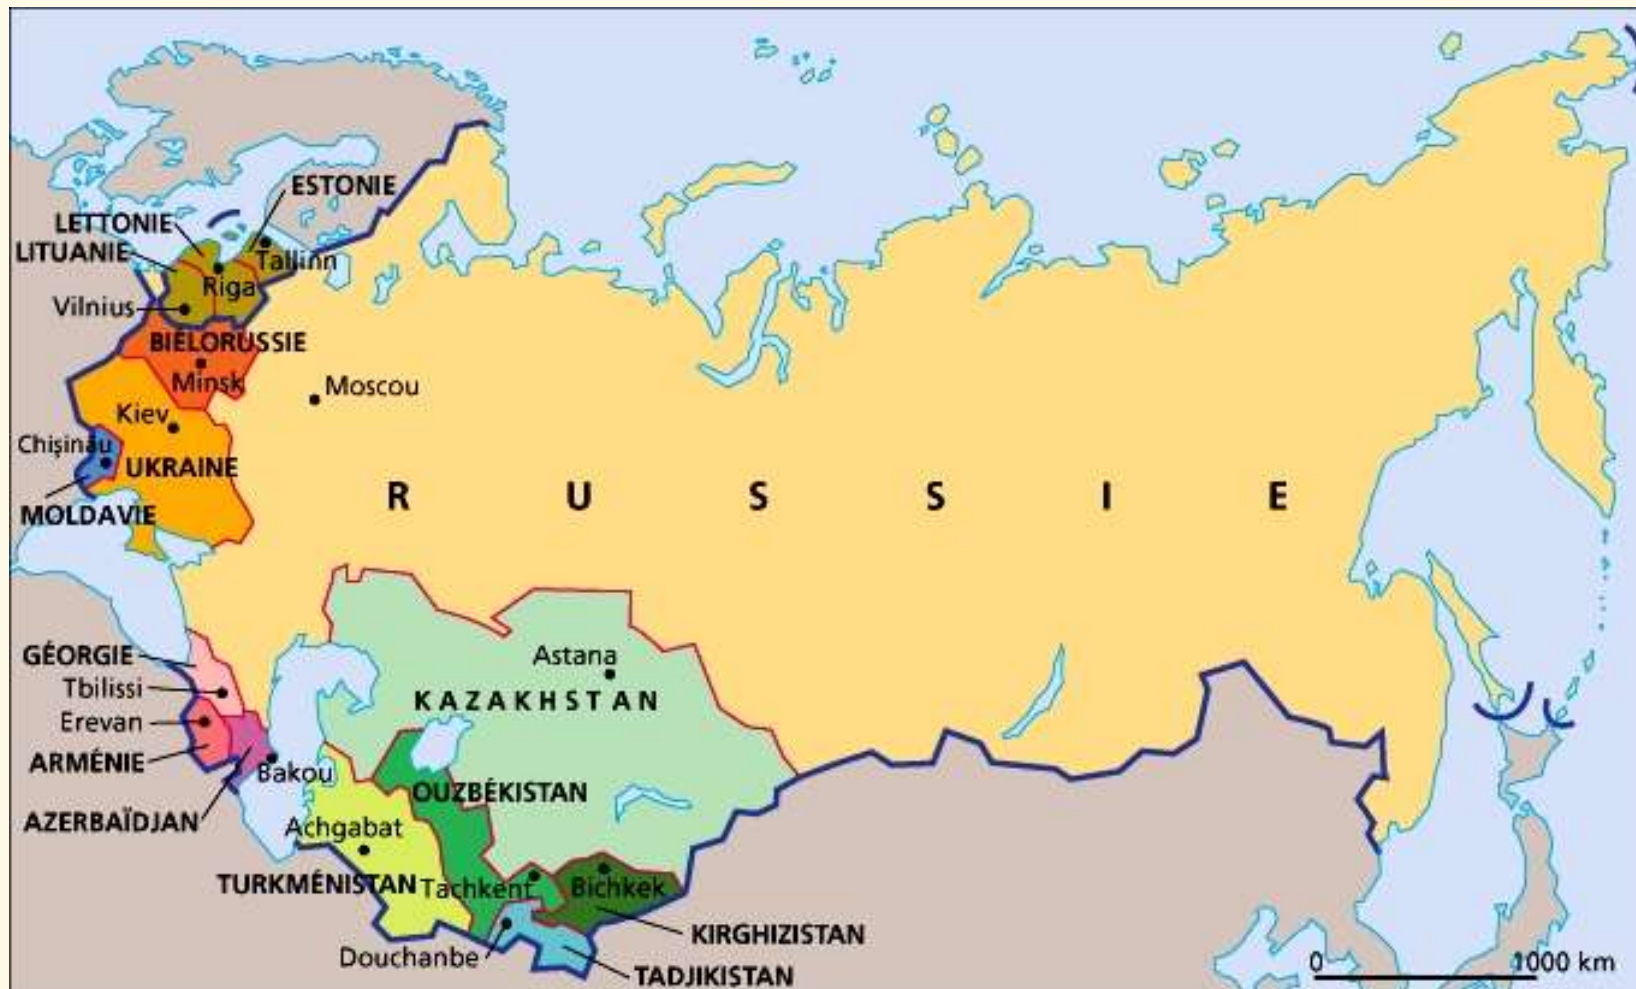 ESTONIE
LETTONIE
LITUANIE
Tallinn
Riga
Vilnius
BIÉLORUSSIE
Minsk
Moscou
Kiev
Chişinău
UKRAINE
MOLDAVIE
R U S S I E
GÉORGIE
Tbilissi
Erevan
ARMÉNIE
Bakou
AZERBAÏDJAN
Astana
KAZAKHSTAN
OUZBÉKISTAN
Achgabat
TURKMÉNISTAN
Tachkent
Bichkek
KIRGHIZISTAN
Douchanbe
TADJIKISTAN
0 1000 km